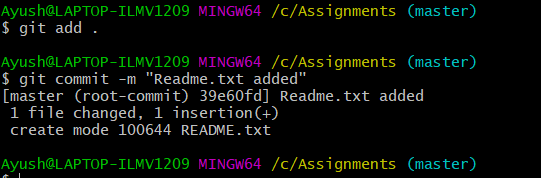 Ayush@LAPTOP-ILMV1209 MINGW64 /c/Assignments (master)
$ git add .
Ayush@LAPTOP-ILMV1209 MINGW64 /c/Assignments (master)
$ git commit -m "Readme.txt added"
[master (root-commit) 39e60fd] Readme.txt added
 1 file changed, 1 insertion(+)
 create mode 100644 README.txt
Ayush@LAPTOP-ILMV1209 MINGW64 /c/Assignments (master)
$